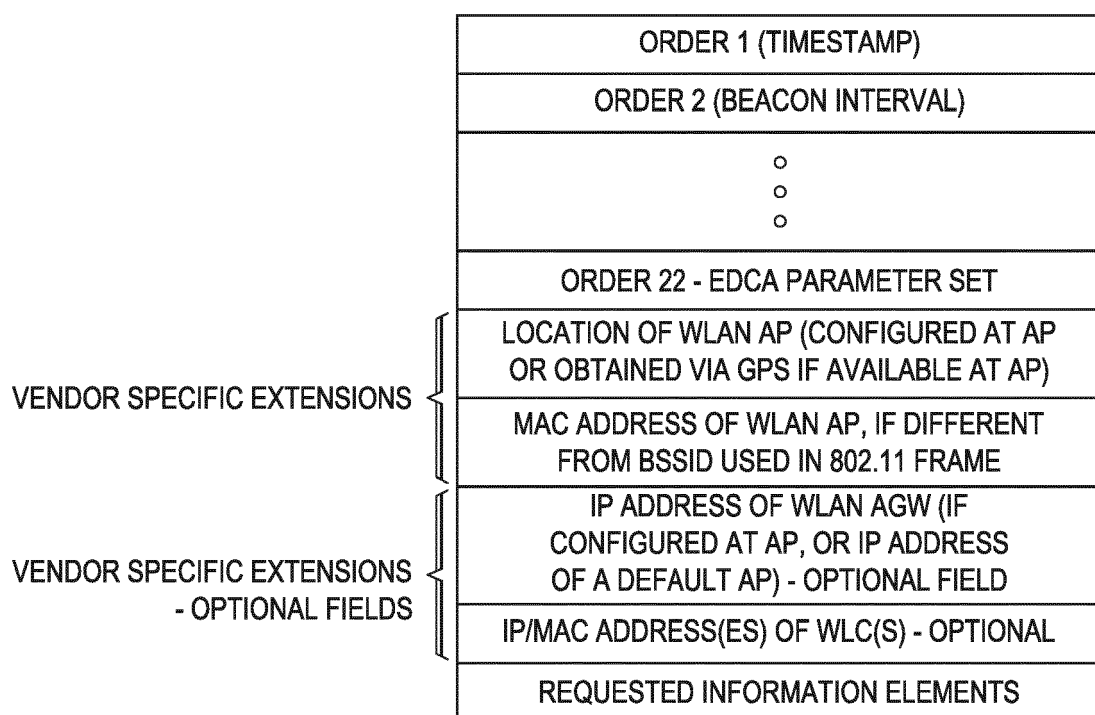 ORDER 1 (TIMESTAMP)
ORDER 2 (BEACON INTERVAL)
ORDER 22 - EDCA PARAMETER SET
VENDOR SPECIFIC EXTENSIONS
LOCATION OF WLAN AP (CONFIGURED AT AP
OR OBTAINED VIA GPS IF AVAILABLE AT AP)
MAC ADDRESS OF WLAN AP, IF DIFFERENT
FROM BSSID USED IN 802.11 FRAME
VENDOR SPECIFIC EXTENSIONS
- OPTIONAL FIELDS
IP ADDRESS OF WLAN AGW (IF
CONFIGURED AT AP, OR IP ADDRESS
OF A DEFAULT AP) - OPTIONAL FIELD
IP/MAC ADDRESS(ES) OF WLC(S) - OPTIONAL
REQUESTED INFORMATION ELEMENTS